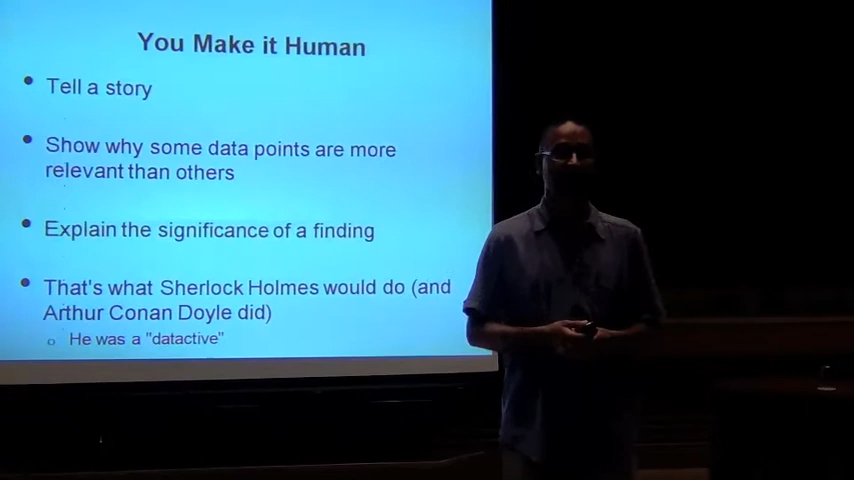 You Make it Human
• Tell a story
• Show why some data points are more
relevant than others
• Explain the significance of a finding
• That's what Sherlock Holmes would do (and
Arthur Conan Doyle did)
o He was a "datactive"